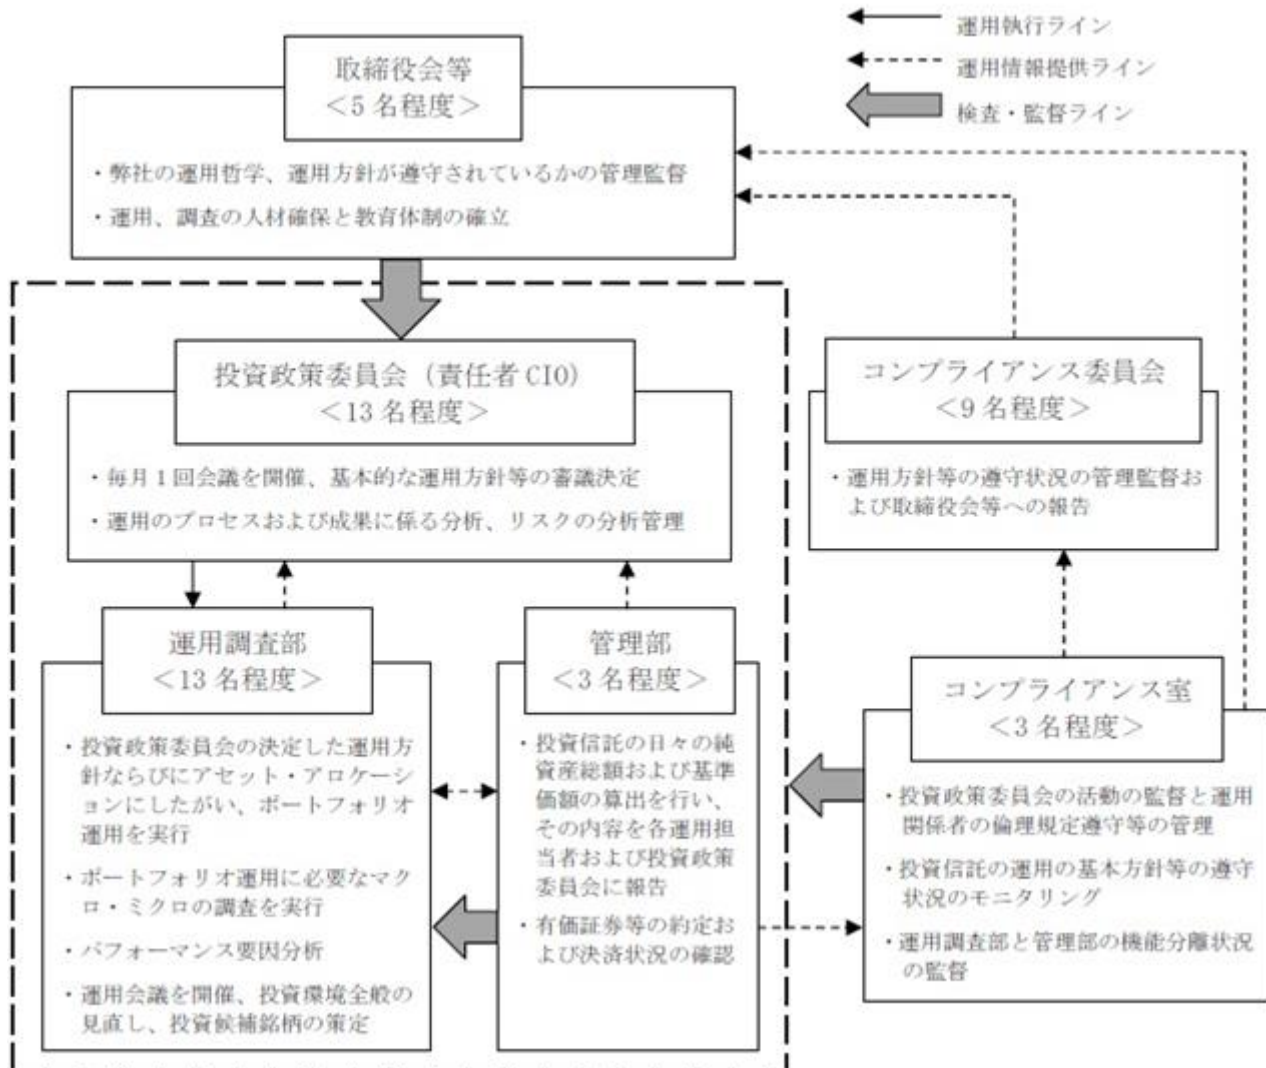 運用執行ライン
運用情報提供ライン
検査・監督ライン
取締役会等
＜5 名程度＞
・弊社の運用哲学、運用方針が遵守されているかの管理監督
・運用、調査の人材確保と教育体制の確立
投資政策委員会（責任者 CIO）
＜13 名程度＞
・毎月1回会議を開催、基本的な運用方針等の審議決定
・運用のプロセスおよび成果に係る分析、リスクの分析管理
コンプライアンス委員会
＜9 名程度＞
・運用方針等の遵守状況の管理監督お
よび取締役会等への報告
運用調査部
＜13 名程度＞
・投資政策委員会の決定した運用方
針ならびにアセット・アロケーシ
ョンにしたがい、ポートフォリオ
運用を実行
・ポートフォリオ運用に必要なマク
ロ・ミクロの調査を実行
・パフォーマンス要因分析
・運用会議を開催、投資環境全般の
見直し、投資候補銘柄の策定
管理部
＜3 名程度＞
・投資信託の日々の純
資産総額および基準
価額の算出を行い、
その内容を各運用担
当者および投資政策
委員会に報告
・有価証券等の約定お
よび決済状況の確認
コンプライアンス室
＜3 名程度＞
・投資政策委員会の活動の監督と運用
関係者の倫理規定遵守等の管理
・投資信託の運用の基本方針等の遵守
状況のモニタリング
・運用調査部と管理部の機能分離状況
の監督